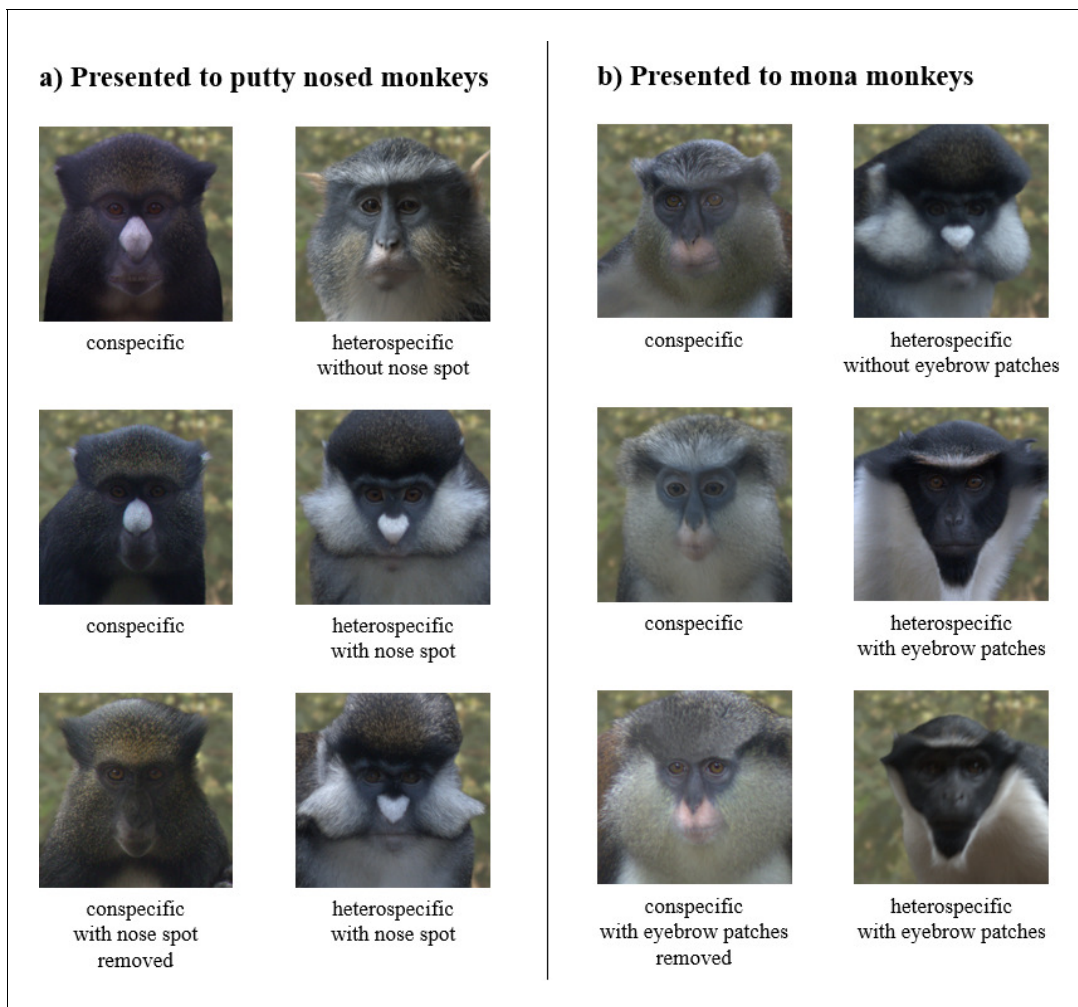 a) Presented to putty nosed monkeys
conspecific
heterospecific
without nose spot
conspecific
heterospecific
with nose spot
conspecific
with nose spot
removed
heterospecific
with nose spot
b) Presented to mona monkeys
conspecific
heterospecific
without eyebrow patches
conspecific
heterospecific
with eyebrow patches
conspecific
with eyebrow patches
removed
heterospecific
with eyebrow patches